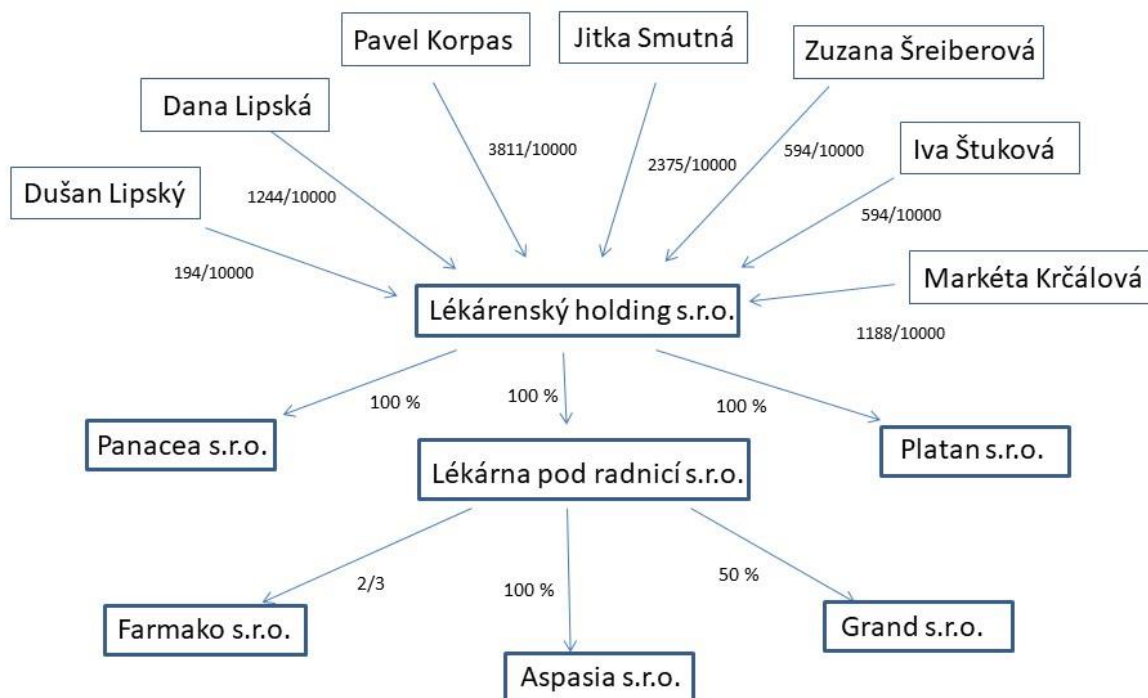 Pavel Korpas
Jitka Smutná
Zuzana Šreiberová
Dana Lipská
Iva Štuková
Dušan Lipský
Markéta Krčálová
3811/10000
2375/10000
594/10000
1244/10000
594/10000
194/10000
1188/10000
Lékárenský holding s.r.o.
100 %
100 %
100 %
Panacea s.r.o.
Lékárna pod radnicí s.r.o.
Platan s.r.o.
2/3
100 %
50 %
Farmako s.r.o.
Aspasia s.r.o.
Grand s.r.o.